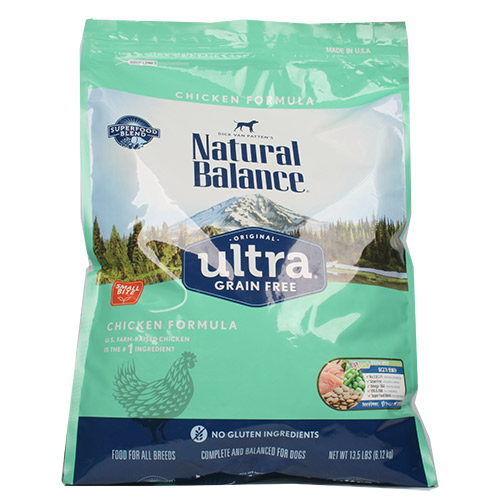 MADE IN U.S.A
CHICKEN FORMULA
SUPERFOOD
BLEND
DICK VAN PATTEN'S
Natural
Balance
ORIGINAL
ultra
GRAIN FREE
SMALL
BITE
CHICKEN FORMULA
U.S. FARM-RAISED CHICKEN
IS THE #1 INGREDIENT
NO GLUTEN INGREDIENTS
FOOD FOR ALL BREEDS
COMPLETE AND BALANCED FOR DOGS
NET WT 13.5 LBS (6.12kg)